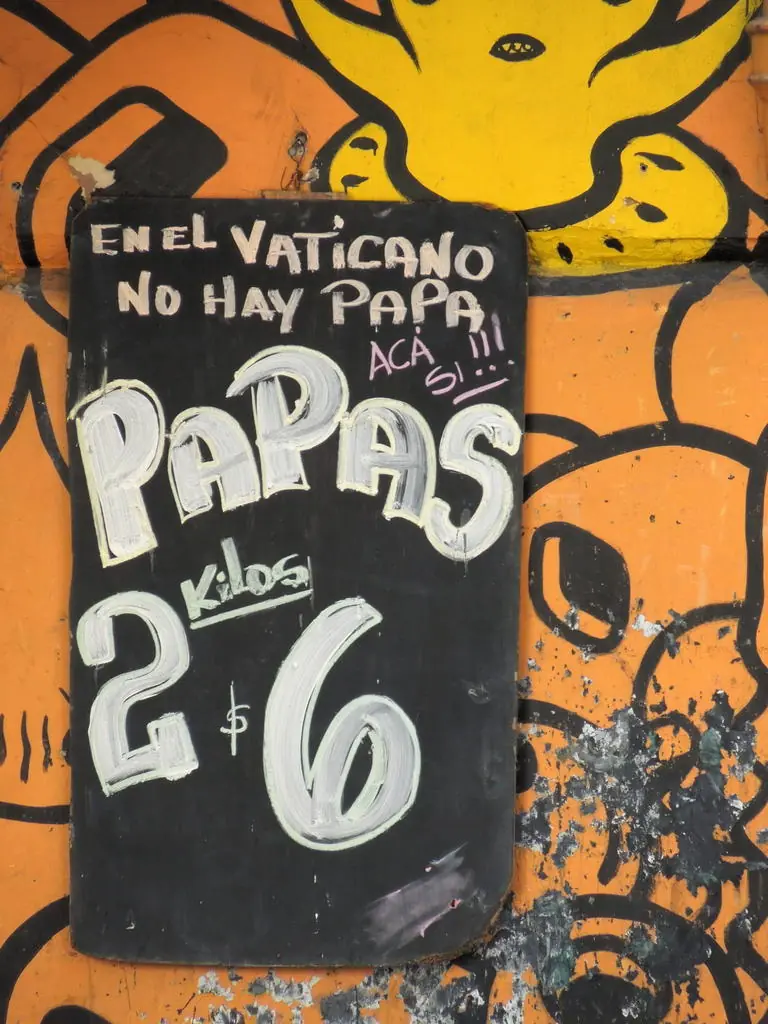 EN EL VATICANO
NO HAY PAPA
ACÁ
SI!!!
PAPAS
2 Kilos $ 6